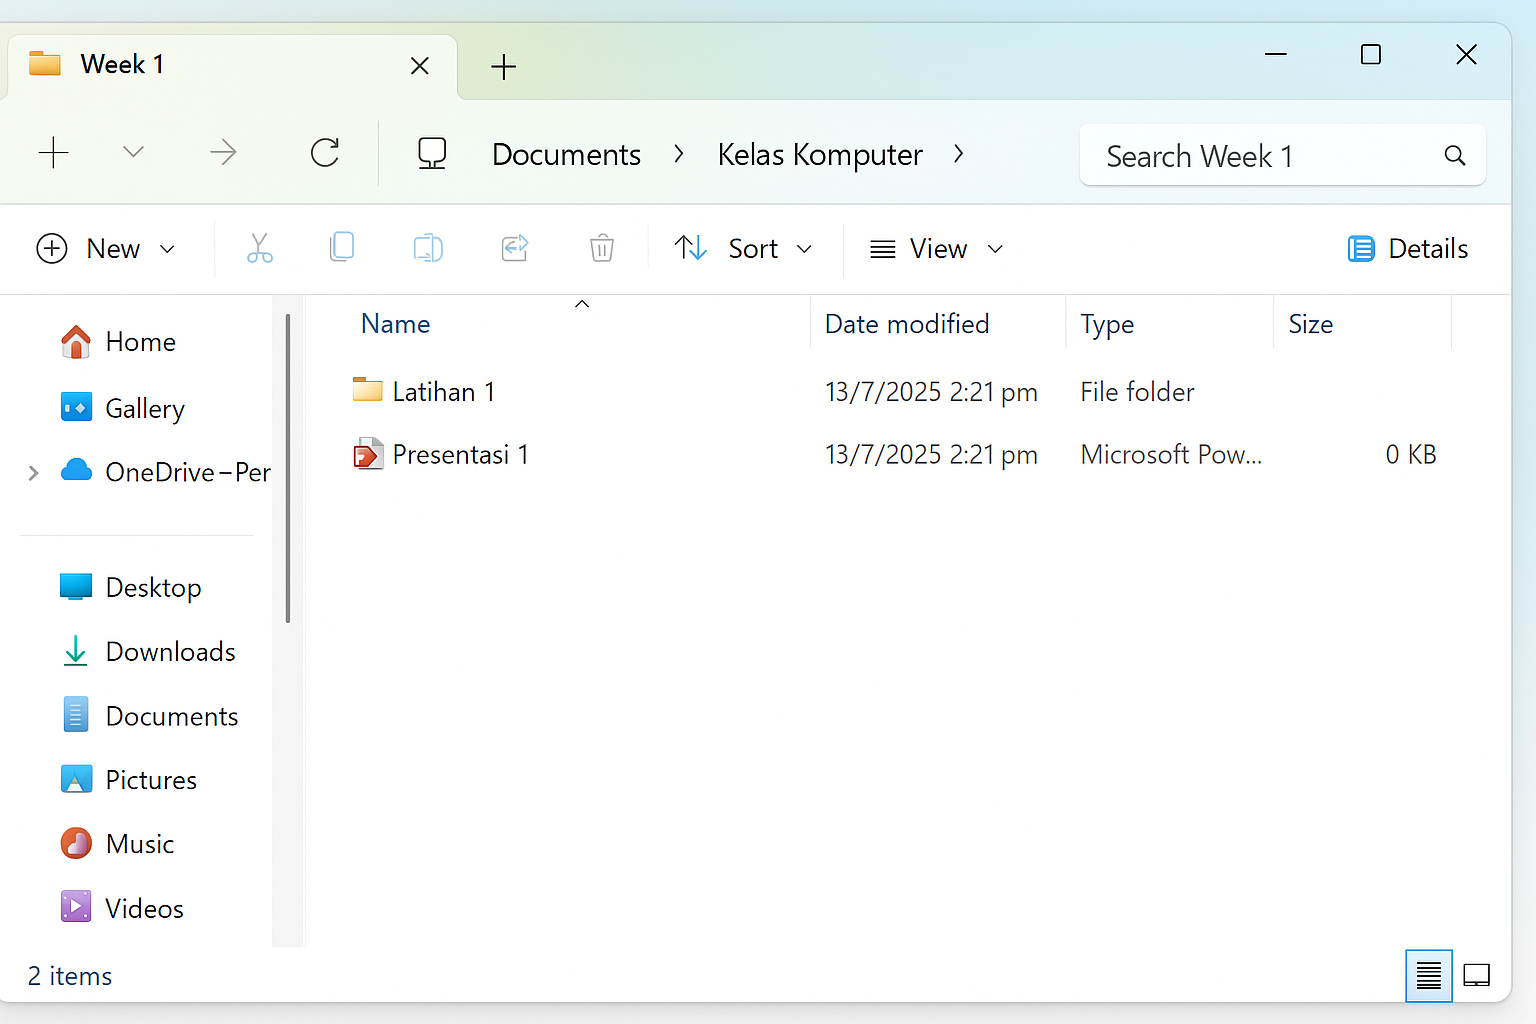 Week 1
Documents > Kelas Komputer >
Search Week 1
New
Sort
View
Details
Name
Date modified
Type
Size
Latihan 1
13/7/2025 2:21 pm
File folder
Presentasi 1
13/7/2025 2:21 pm
Microsoft Pow...
0 KB
Home
Gallery
OneDrive – Per
Desktop
Downloads
Documents
Pictures
Music
Videos
2 items